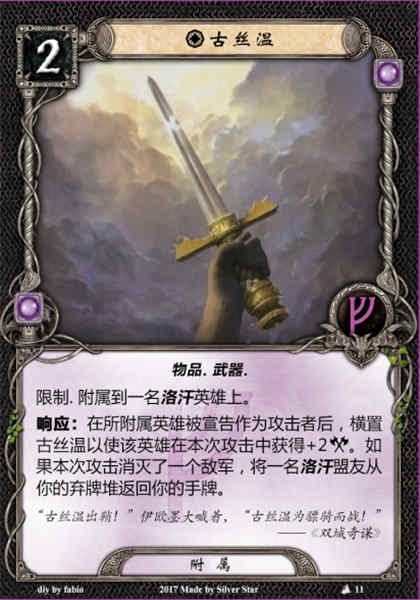 2
古丝温
物品. 武器.
限制. 附属到一名洛汗英雄上。
响应：在所附属英雄被宣告作为攻击者后，横置
古丝温以使该英雄在本次攻击中获得+2。如
果本次攻击消灭了一个敌军，将一名洛汗盟友从
你的弃牌堆返回你的手牌。
“古丝温出鞘！”伊欧墨大喊着，“古丝温为骠骑而战！”
——《双城奇谋》
附属
diy by fabio 2017 Made by Silver Star 11